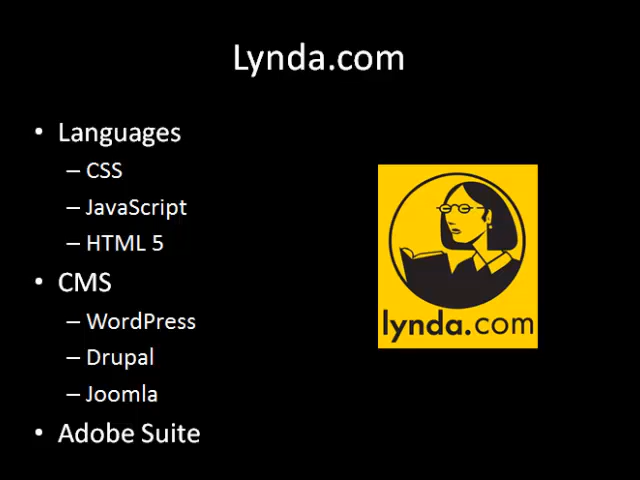 Lynda.com
• Languages
– CSS
– JavaScript
– HTML 5
• CMS
– WordPress
– Drupal
– Joomla
• Adobe Suite
lynda.com